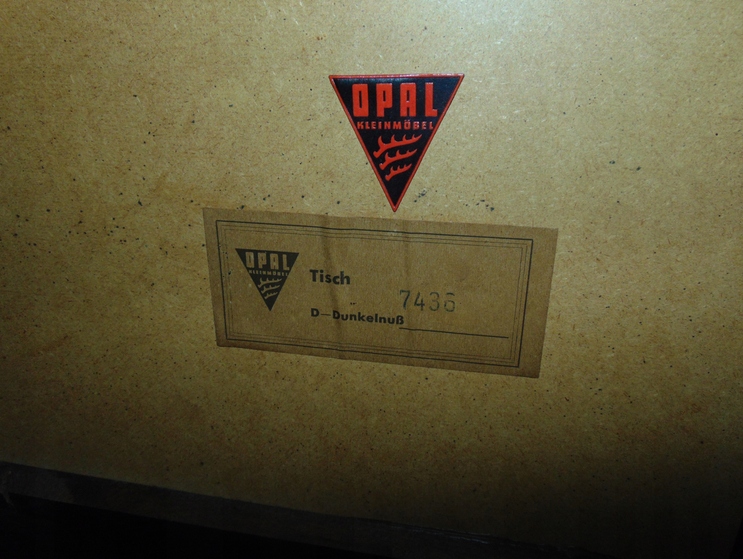 OPAL
KLEINMÖBEL
OPAL
KLEINMÖBEL
Tisch
7436
D—Dunkelnuß